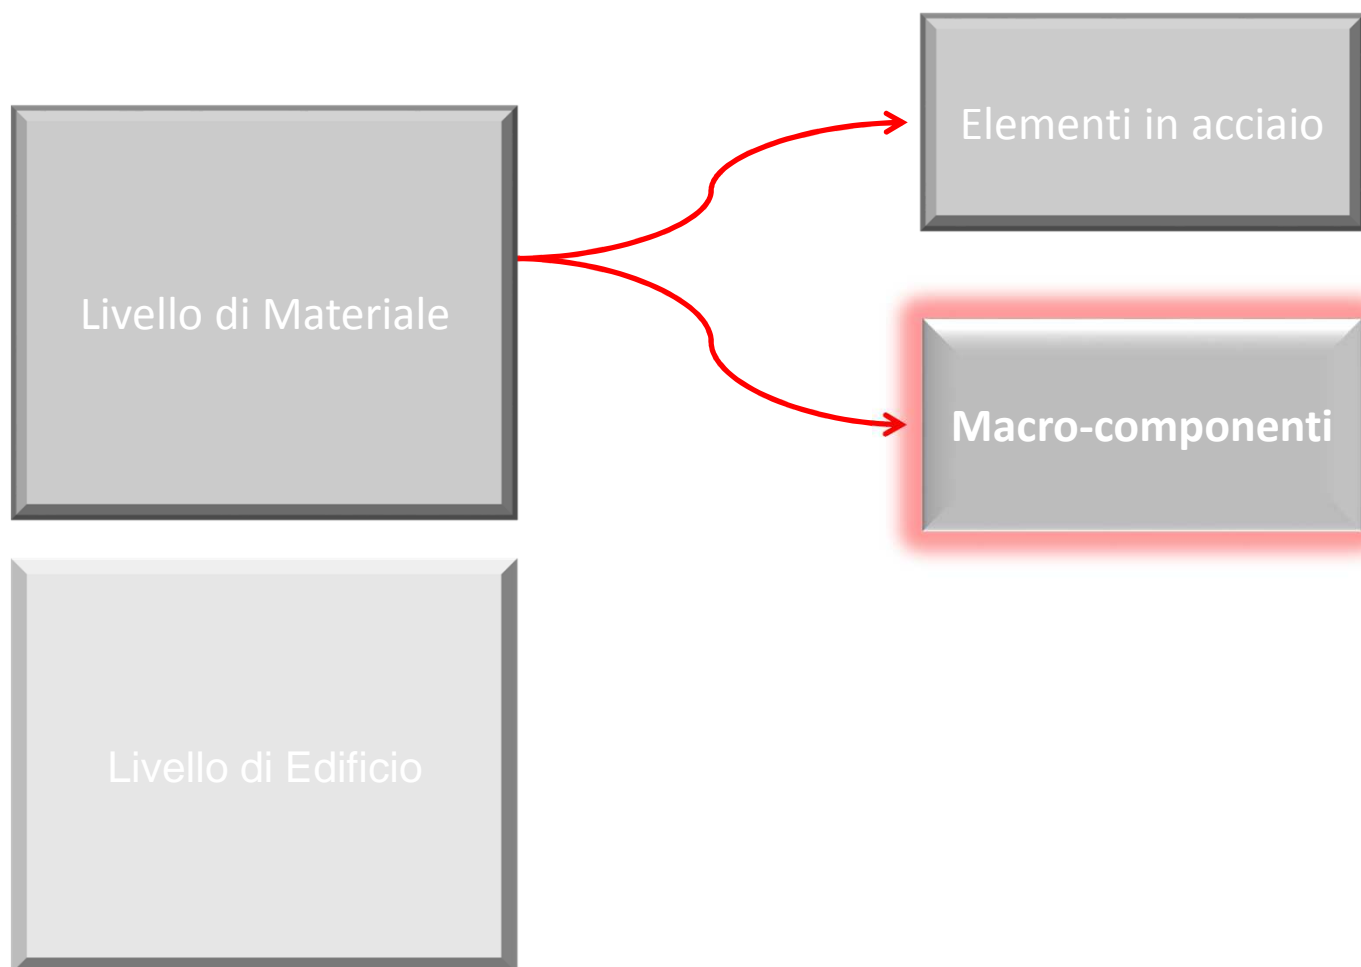 Elementi in acciaio
Livello di Materiale
Macro-componenti
Livello di Edificio